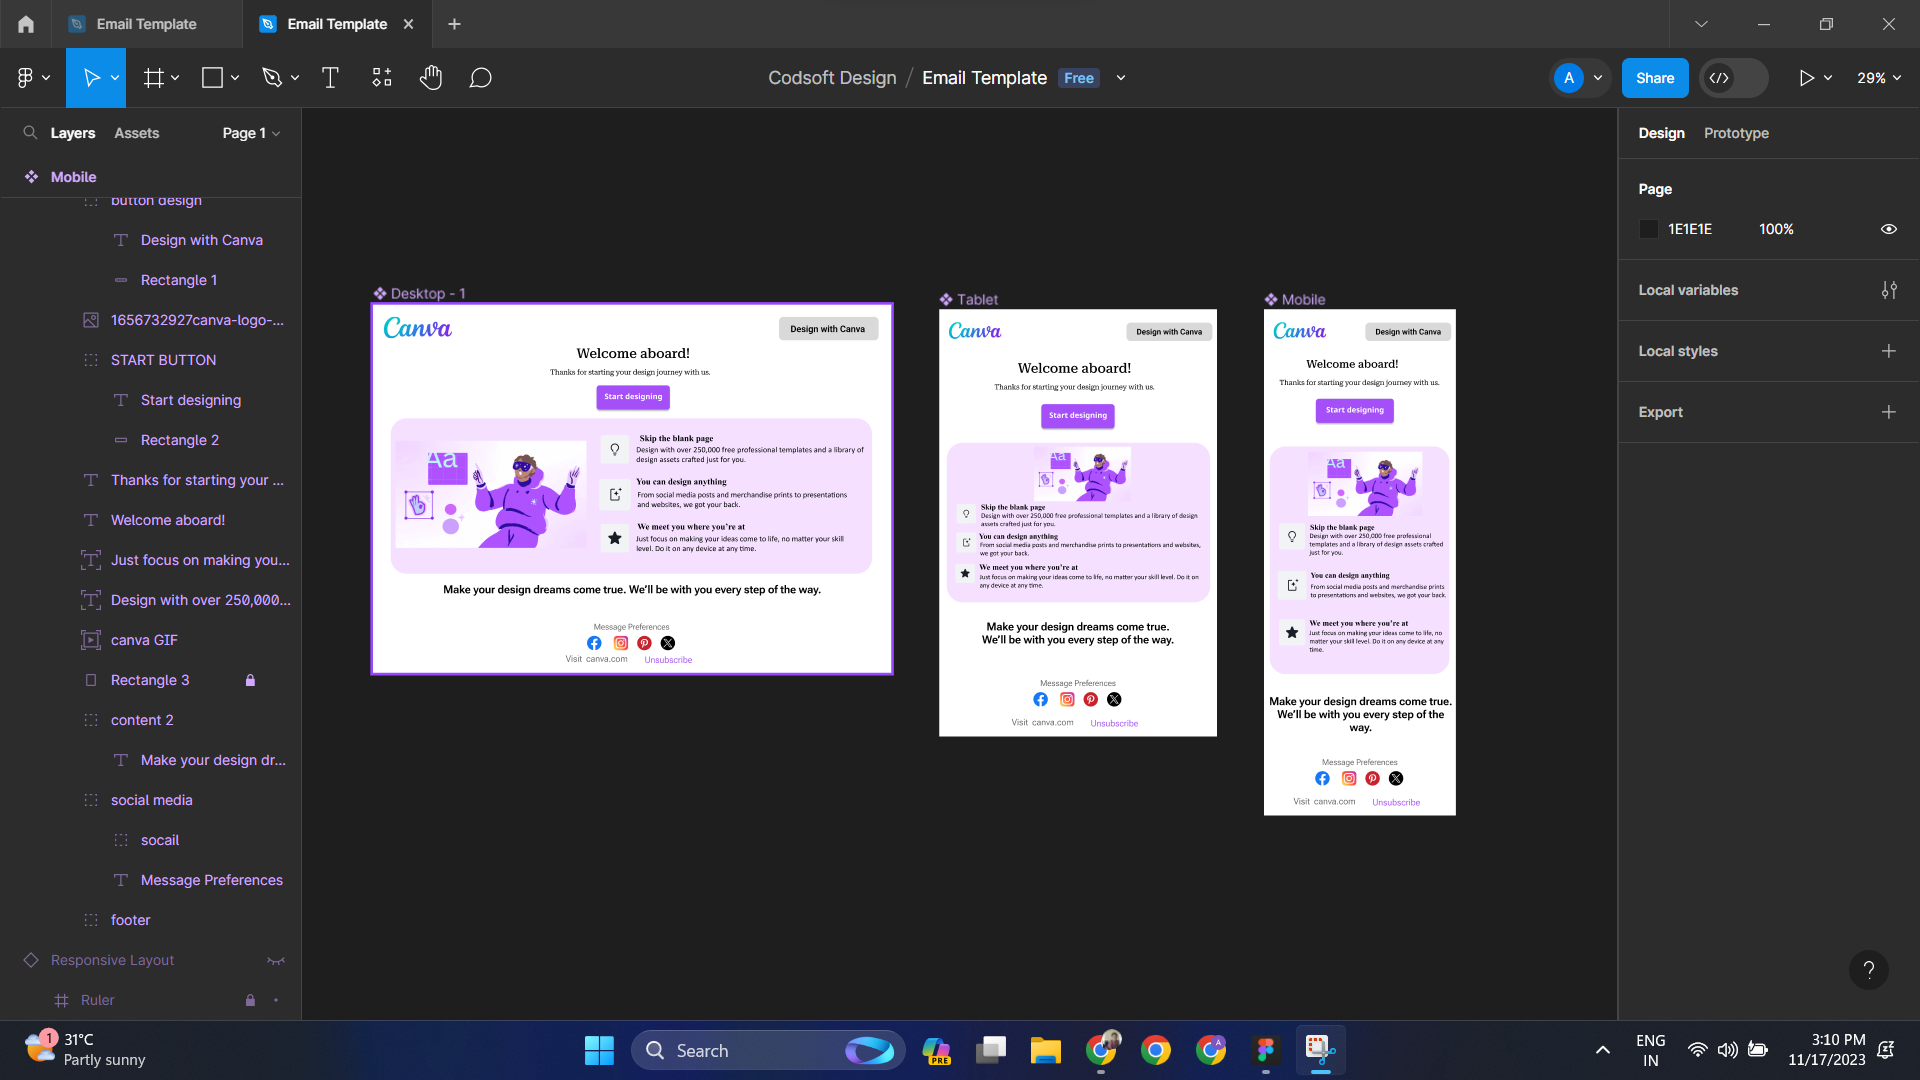 Email Template
Email Template
Codsoft Design / Email Template Free
A
Share
29%
Layers
Assets
Page 1
Mobile
button design
Design with Canva
Rectangle 1
1656732927canva-logo-...
START BUTTON
Start designing
Rectangle 2
Thanks for starting your ...
Welcome aboard!
Just focus on making you...
Design with over 250,000...
canva GIF
Rectangle 3
content 2
Make your design dr...
social media
socail
Message Preferences
footer
Responsive Layout
Ruler
Desktop - 1
Canva
Design with Canva
Welcome aboard!
Thanks for starting your design journey with us.
Start designing
Aa
Skip the blank page
Design with over 250,000 free professional templates and a library of
design assets crafted just for you.
You can design anything
From social media posts and merchandise prints to presentations
and websites, we got your back.
We meet you where you're at
Just focus on making your ideas come to life, no matter your skill
level. Do it on any device at any time.
Make your design dreams come true. We'll be with you every step of the way.
Message Preferences
Visit canva.com
Unsubscribe
Tablet
Canva
Design with Canva
Welcome aboard!
Thanks for starting your design journey with us.
Start designing
Aa
Skip the blank page
Design with over 250,000 free professional templates and a library of design
assets crafted just for you.
You can design anything
From social media posts and merchandise prints to presentations and websites,
we got your back.
We meet you where you're at
Just focus on making your ideas come to life, no matter your skill level. Do it on
any device at any time.
Make your design dreams come true.
We'll be with you every step of the way.
Message Preferences
Visit canva.com
Unsubscribe
Mobile
Canva
Design with Canva
Welcome aboard!
Thanks for starting your design journey with us.
Start designing
Aa
Skip the blank page
Design with over 250,000 free professional
templates and a library of design assets crafted
just for you.
You can design anything
From social media posts and merchandise prints
to presentations and websites, we got your back.
We meet you where you're at
Just focus on making your ideas come to life, no
matter your skill level. Do it on any device at any
time.
Make your design dreams come true.
We'll be with you every step of the
way.
Message Preferences
Visit canva.com
Unsubscribe
Design
Prototype
Page
1E1E1E
100%
Local variables
Local styles
Export
?
1
31°C
Partly sunny
Search
PRE
A
ENG
IN
3:10 PM
11/17/2023